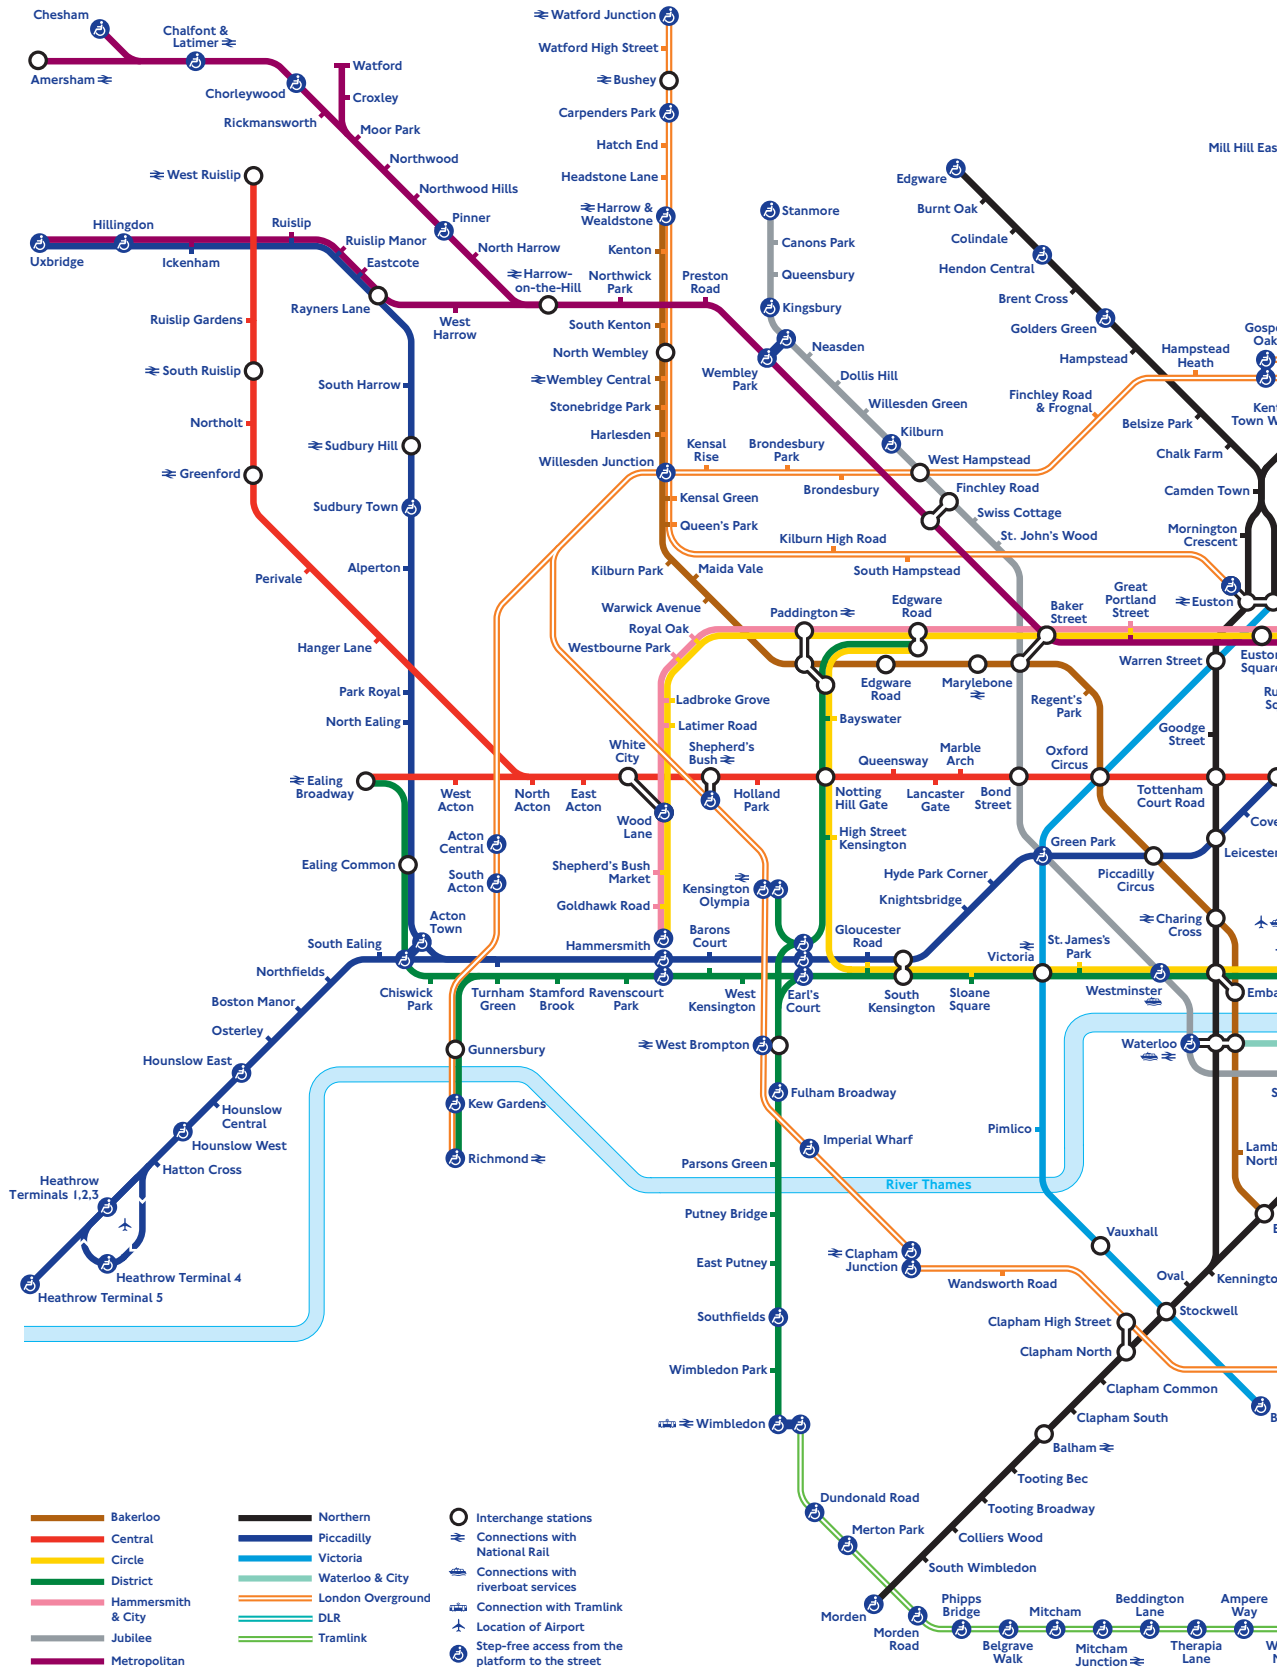 Chesham
Chalfont &
Latimer
Amersham
Chorleywood
Rickmansworth
Watford
Croxley
Moor Park
Northwood
Northwood Hills
Pinner
North Harrow
Harrow-
on-the-Hill
Watford Junction
Watford High Street
Bushey
Carpenders Park
Hatch End
Headstone Lane
Harrow &
Wealdstone
Kenton
Northwick
Park
Preston
Road
South Kenton
North Wembley
Wembley Central
Stonebridge Park
Harlesden
Willesden Junction
Kensal Green
Queen's Park
Kilburn Park
Maida Vale
Warwick Avenue
Royal Oak
Westbourne Park
Ladbroke Grove
Latimer Road
West Ruislip
Hillingdon
Uxbridge
Ickenham
Ruislip
Ruislip Manor
Eastcote
Rayners Lane
West
Harrow
Ruislip Gardens
South Ruislip
Northolt
Greenford
Perivale
Hanger Lane
South Harrow
Sudbury Hill
Sudbury Town
Alperton
Park Royal
North Ealing
Stanmore
Canons Park
Queensbury
Kingsbury
Wembley
Park
Neasden
Dollis Hill
Willesden Green
Kilburn
West Hampstead
Finchley Road
Swiss Cottage
St. John's Wood
Kensal
Rise
Brondesbury
Park
Brondesbury
Kilburn High Road
South Hampstead
Finchley Road
& Frognal
Hampstead
Heath
Gosp
Oak
Kent
Town W
Mill Hill Eas
Edgware
Burnt Oak
Colindale
Hendon Central
Brent Cross
Golders Green
Hampstead
Belsize Park
Chalk Farm
Camden Town
Mornington
Crescent
Euston
Paddington
Edgware
Road
Baker
Street
Great
Portland
Street
Warren Street
Euston
Square
Ru
Sq
Edgware
Road
Marylebone
Regent's
Park
Goodge
Street
Bayswater
White
City
Shepherd's
Bush
Ealing
Broadway
West
Acton
North
Acton
East
Acton
Wood
Lane
Holland
Park
Notting
Hill Gate
Queensway
Lancaster
Gate
Marble
Arch
Bond
Street
Oxford
Circus
Tottenham
Court Road
Cove
Leicester
High Street
Kensington
Acton
Central
South
Acton
Ealing Common
Shepherd's Bush
Market
Goldhawk Road
Kensington
Olympia
Green Park
Hyde Park Corner
Knightsbridge
Piccadilly
Circus
Charing
Cross
Acton
Town
South Ealing
Hammersmith
Barons
Court
Gloucester
Road
Victoria
St. James's
Park
Northfields
Boston Manor
Osterley
Hounslow East
Hounslow
Central
Hounslow West
Hatton Cross
Heathrow
Terminals 1,2,3
Heathrow Terminal 4
Heathrow Terminal 5
Chiswick
Park
Turnham
Green
Stamford
Brook
Ravenscourt
Park
West
Kensington
Earl's
Court
South
Kensington
Sloane
Square
Westminster
Emba
Waterloo
S
Gunnersbury
Kew Gardens
Richmond
West Brompton
Fulham Broadway
Imperial Wharf
Parsons Green
Putney Bridge
East Putney
Southfields
Wimbledon Park
Wimbledon
River Thames
Pimlico
Lamb
North
E
Vauxhall
Clapham
Junction
Wandsworth Road
Oval
Kennington
Stockwell
Clapham High Street
Clapham North
Clapham Common
Clapham South
B
Balham
Tooting Bec
Tooting Broadway
Colliers Wood
South Wimbledon
Morden
Dundonald Road
Merton Park
Morden
Road
Phipps
Bridge
Belgrave
Walk
Mitcham
Mitcham
Junction
Beddington
Lane
Therapia
Lane
Ampere
Way
W
M
Bakerloo
Central
Circle
District
Hammersmith
& City
Jubilee
Metropolitan
Northern
Piccadilly
Victoria
Waterloo & City
London Overground
DLR
Tramlink
Interchange stations
Connections with
National Rail
Connections with
riverboat services
Connection with Tramlink
Location of Airport
Step-free access from the
platform to the street